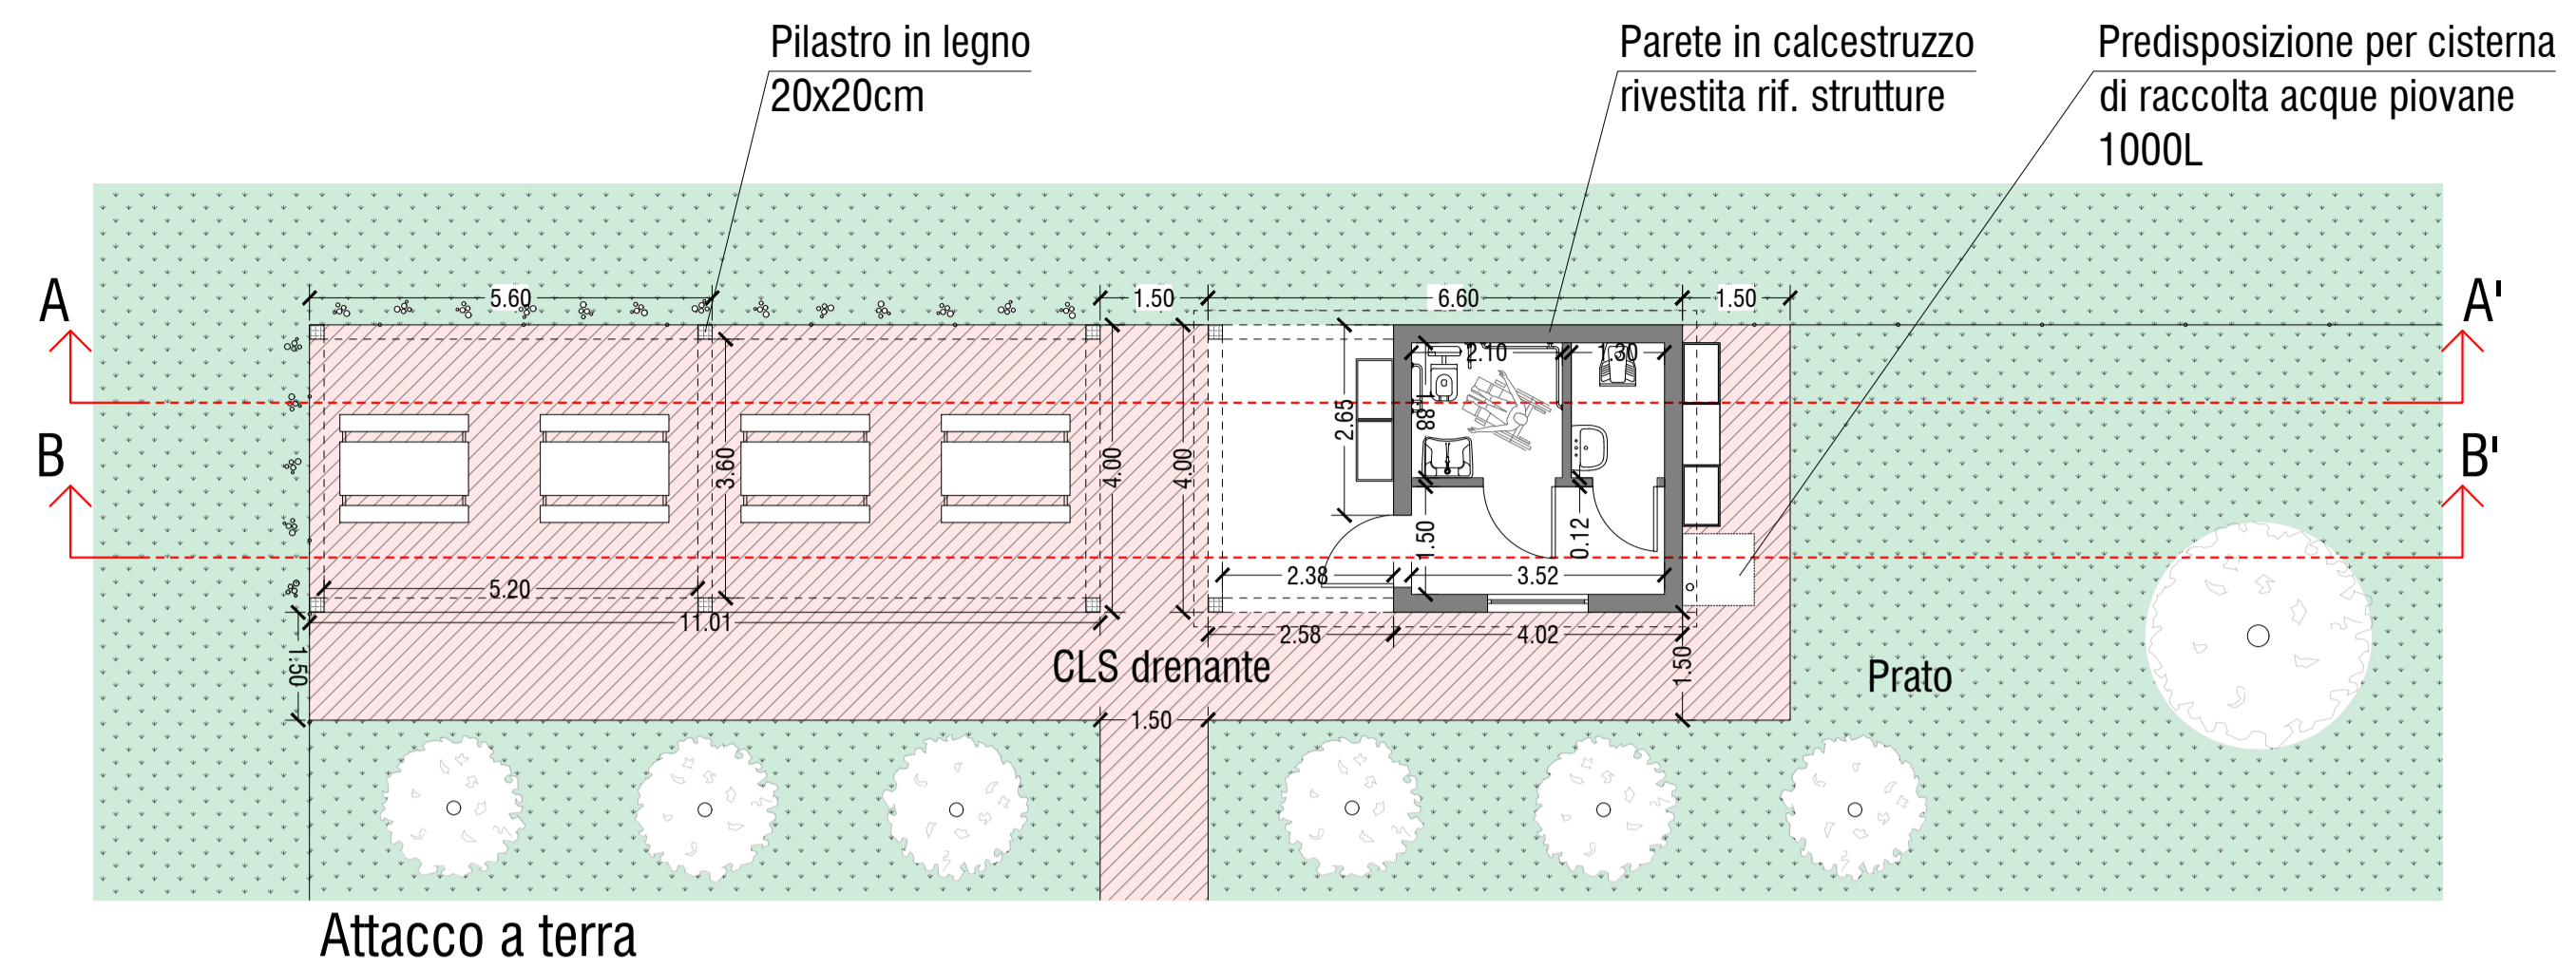 Pilastro in legno
20x20cm
Parete in calcestruzzo
rivestita rif. strutture
Predisposizione per cisterna
di raccolta acque piovane
1000L
A
A'
5.60
1.50
6.60
1.50
2.10
1.30
B
B'
3.60
4.00
4.00
2.65
1.88
1.50
0.12
5.20
2.38
3.52
11.01
2.58
4.02
1.50
CLS drenante
1.50
Prato
1.50
Attacco a terra